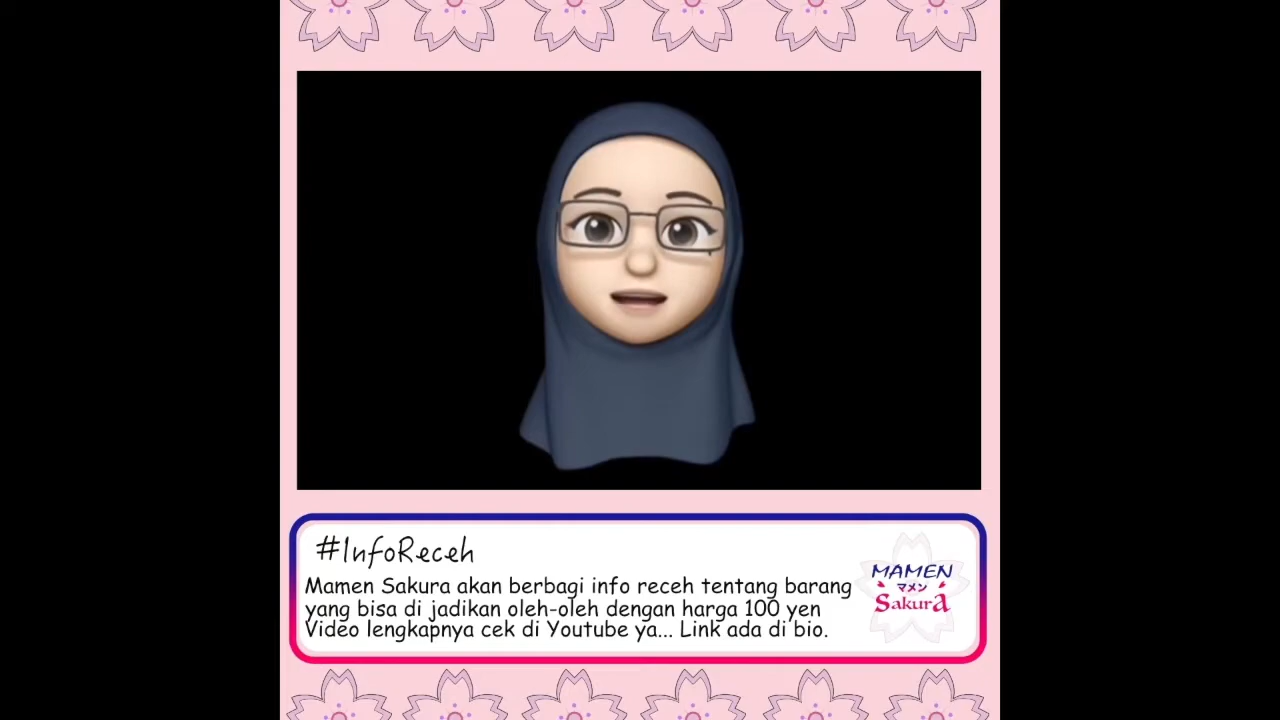 #InfoReceh
Mamen Sakura akan berbagi info receh tentang barang
yang bisa di jadikan oleh-oleh dengan harga 100 yen
Video lengkapnya cek di Youtube ya... Link ada di bio.
MAMEN
マメン
Sakura